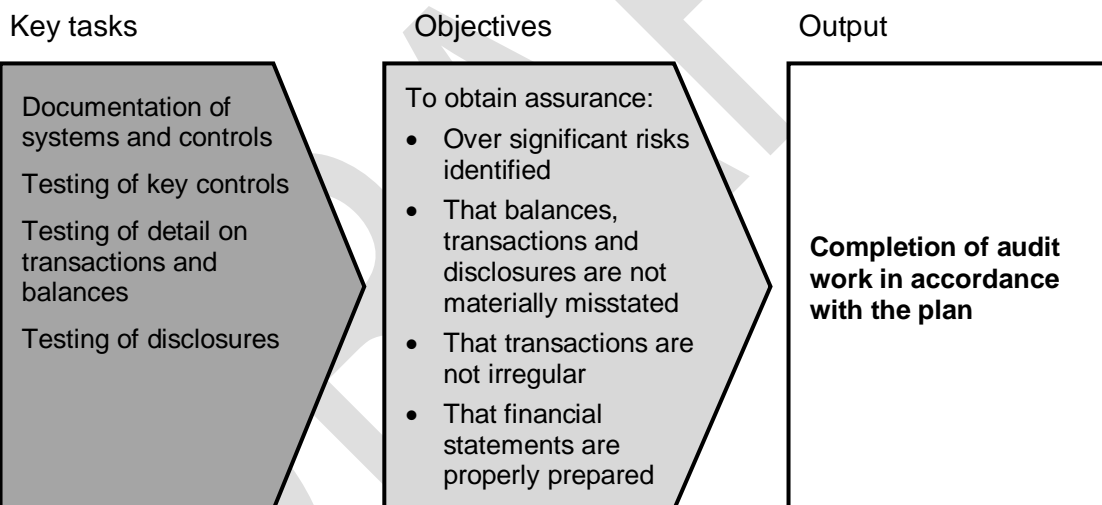 Key tasks
Objectives
Output
Documentation of
systems and controls
Testing of key controls
Testing of detail on
transactions and
balances
Testing of disclosures
To obtain assurance:
• Over significant risks
identified
• That balances,
transactions and
disclosures are not
materially misstated
• That transactions are
not irregular
• That financial
statements are
properly prepared
Completion of audit
work in accordance
with the plan